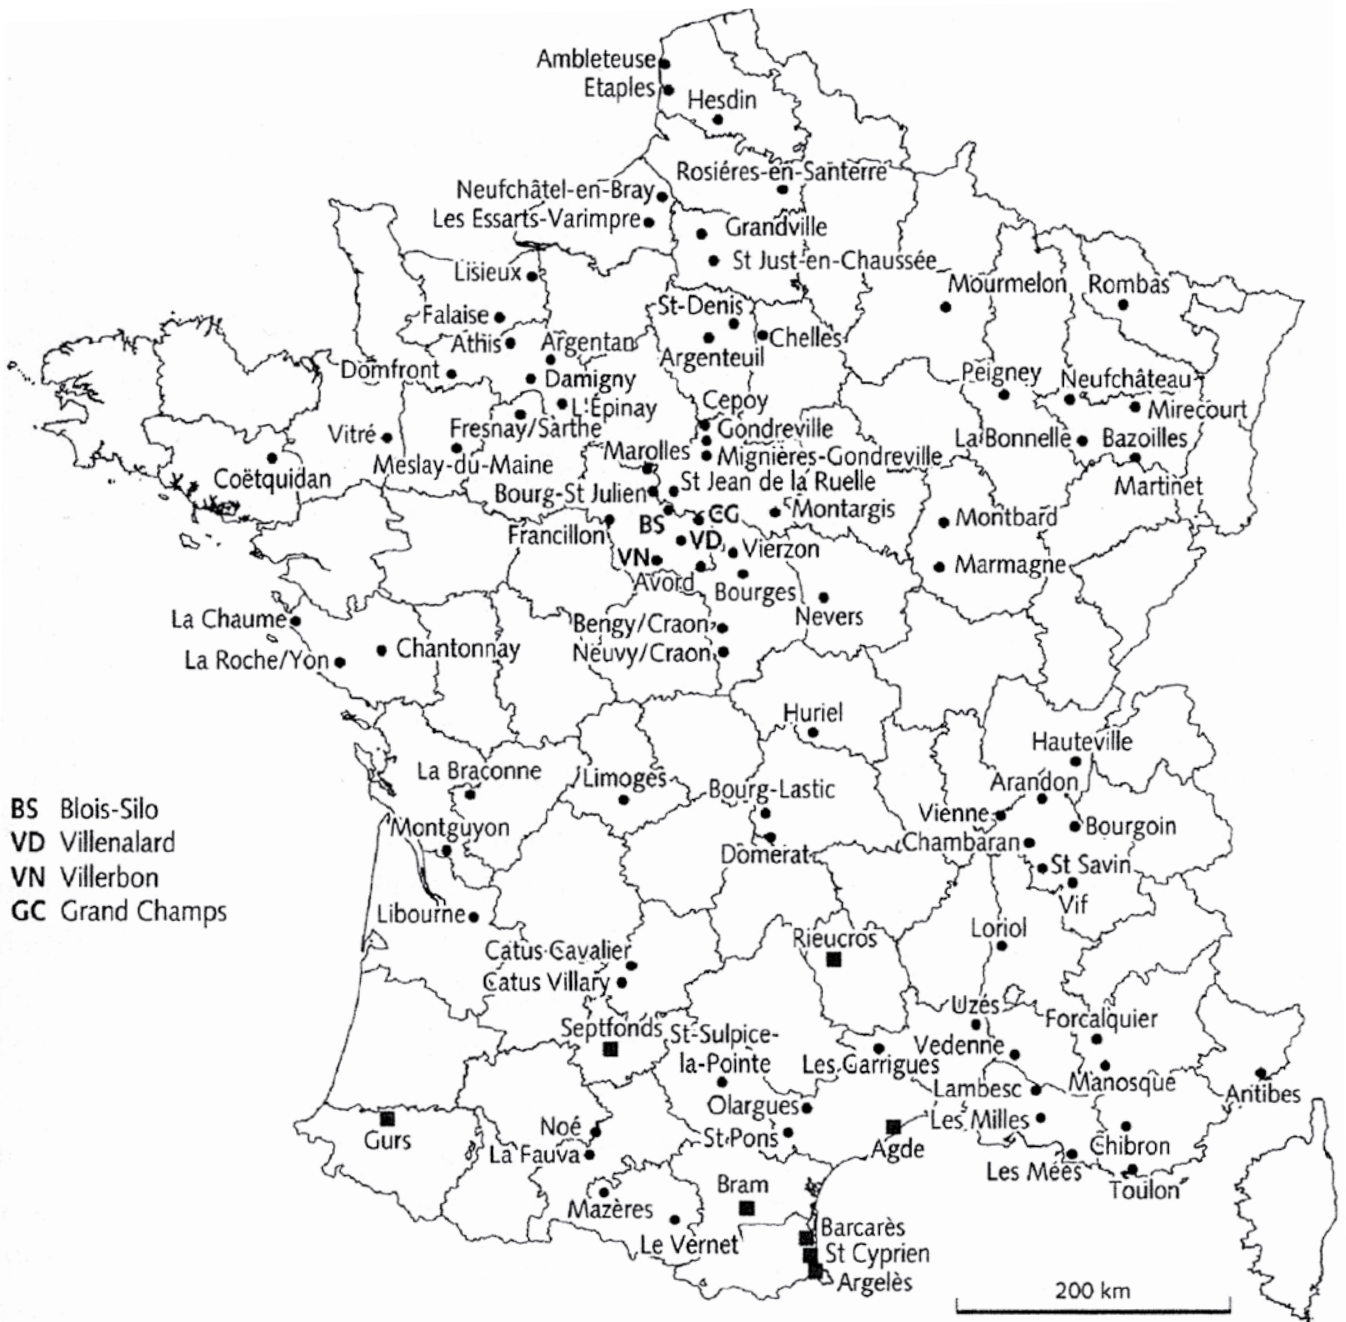 Ambleteuse
Etaples
Hesdin
Rosiéres-en-Santerre
Neufchâtel-en-Bray
Les Essarts-Varimpre
Grandville
St Just-en-Chaussée
Lisieux
Mourmelon
Rombas
St-Denis
Falaise
Athis
Argentan
Chelles
Argenteuil
Domfront
Damigny
Peigney
Neufchâteau
L'Épinay
Cepoy
Mirecourt
Fresnay/Sarthe
Gondreville
Vitré
La Bonnelle
Bazoilles
Marolles
Mignières-Gondreville
Meslay-du-Maine
Coëtquidan
St Jean de la Ruelle
Martinet
Bourg-St Julien
Montargis
GC
Montbard
BS
Francillon
VD
Vierzon
VN
Marmagne
Avord
Bourges
Nevers
La Chaume
Bengy/Craon
Chantonnay
Neuvy/Craon
La Roche/Yon
Huriel
Hauteville
La Braconne
Limoges
Arandon
Bourg-Lastic
BS Blois-Silo
Vienne
Montguyon
Bourgoin
VD Villenalard
Chambaran
Domerat
St Savin
VN Villerbon
Vif
GC Grand Champs
Libourne
Loriol
Rieucros
Catus Cavalier
Catus Villary
Uzés
Forcalquier
Septfonds
St-Sulpice-
la-Pointe
Les Garrigues
Vedenne
Manosque
Lambesc
Antibes
Olargues
Les Milles
Noé
Gurs
St Pons
Agde
Chibron
La Fauva
Les Mées
Toulon
Bram
Mazères
Barcarès
Le Vernet
St Cyprien
Argelès
200 km